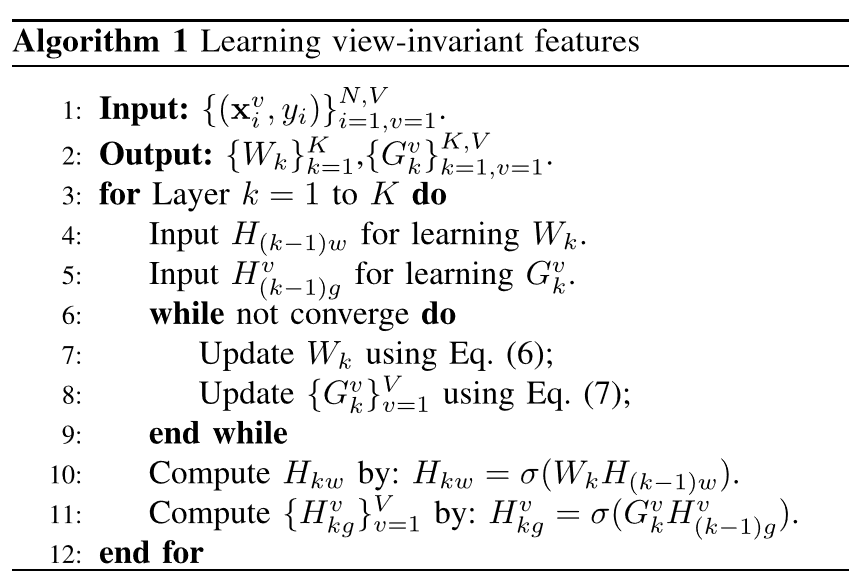 Algorithm 1 Learning view-invariant features
1: Input: $\{(\mathbf{x}_i^v, y_i)\}_{i=1,v=1}^{N,V}$.
2: Output: $\{W_k\}_{k=1}^{K}$,$\{G_k^v\}_{k=1,v=1}^{K,V}$.
3: for Layer $k = 1$ to $K$ do
4: Input $H_{(k-1)w}$ for learning $W_k$.
5: Input $H_{(k-1)g}^v$ for learning $G_k^v$.
6: while not converge do
7: Update $W_k$ using Eq. (6);
8: Update $\{G_k^v\}_{v=1}^{V}$ using Eq. (7);
9: end while
10: Compute $H_{kw}$ by: $H_{kw} = \sigma(W_k H_{(k-1)w})$.
11: Compute $\{H_{kg}^v\}_{v=1}^{V}$ by: $H_{kg}^v = \sigma(G_k^v H_{(k-1)g}^v)$.
12: end for